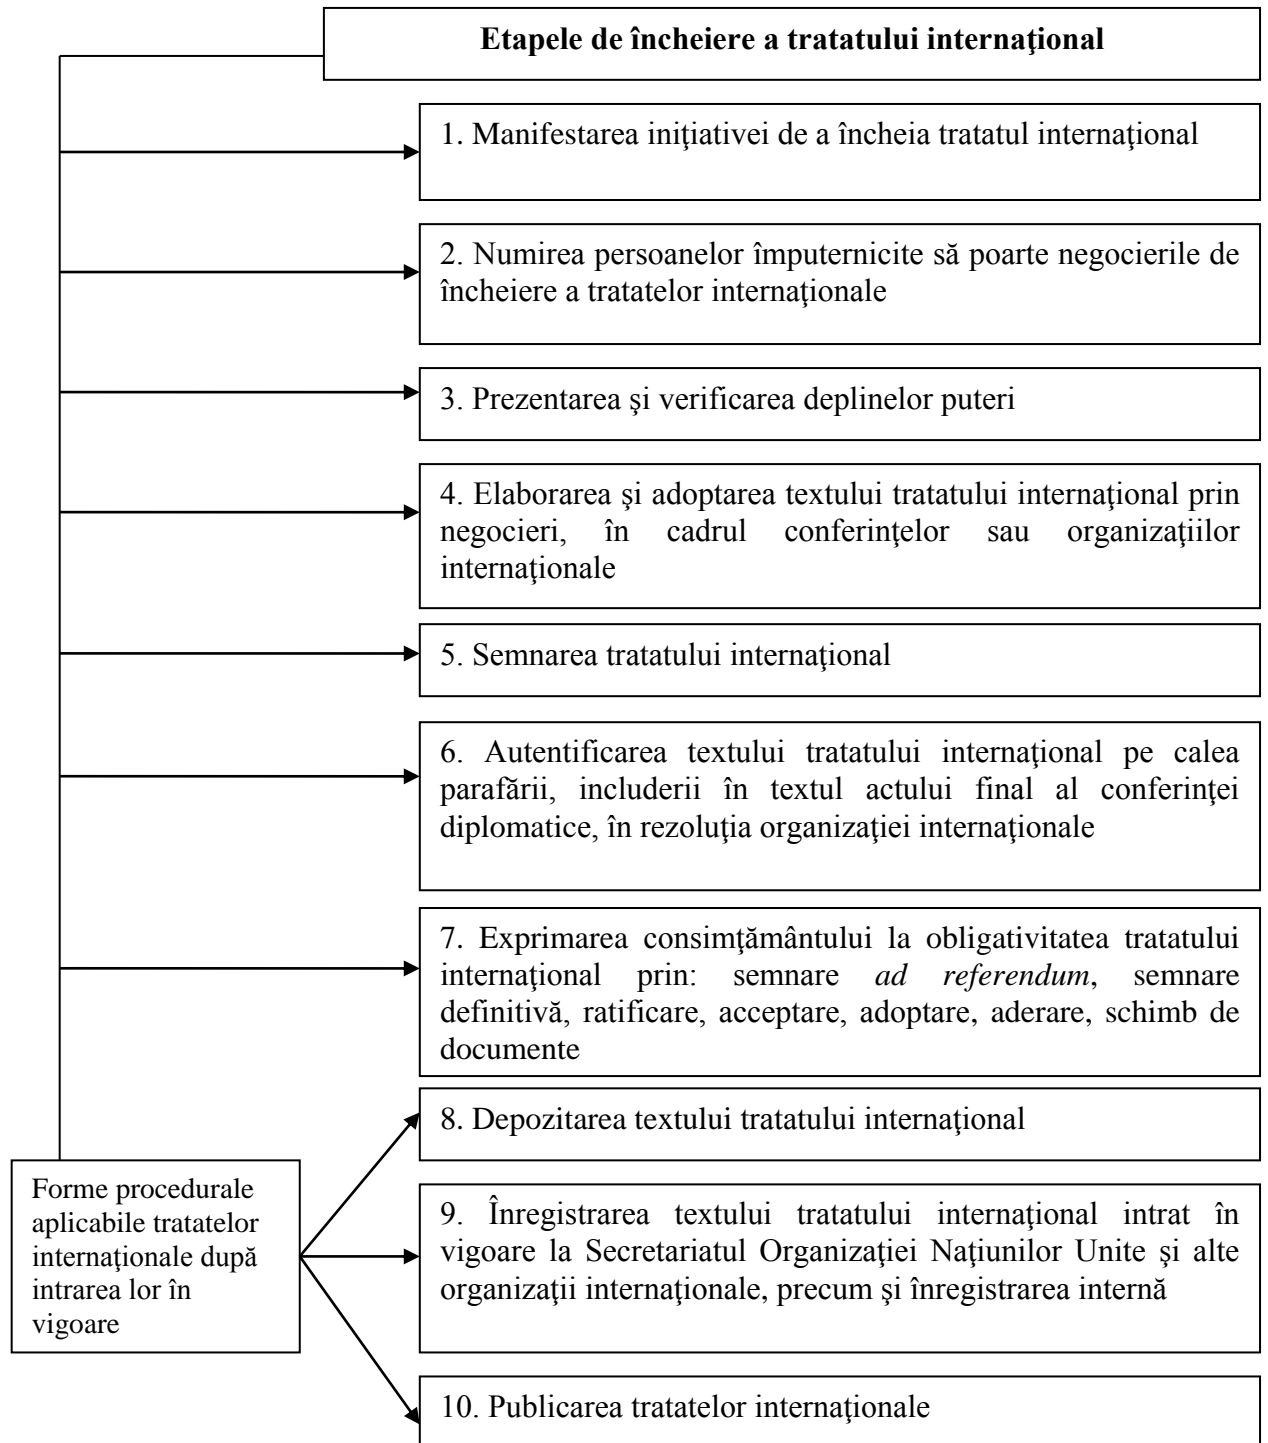 Etapele de încheiere a tratatului internaţional
1. Manifestarea iniţiativei de a încheia tratatul internaţional
2. Numirea persoanelor împuternicite să poarte negocierile de
încheiere a tratatelor internaţionale
3. Prezentarea şi verificarea deplinelor puteri
4. Elaborarea şi adoptarea textului tratatului internaţional prin
negocieri, în cadrul conferinţelor sau organizaţiilor
internaţionale
5. Semnarea tratatului internaţional
6. Autentificarea textului tratatului internaţional pe calea
parafării, includerii în textul actului final al conferinţei
diplomatice, în rezoluţia organizaţiei internaţionale
7. Exprimarea consimţământului la obligativitatea tratatului
internaţional prin: semnare ad referendum, semnare
definitivă, ratificare, acceptare, adoptare, aderare, schimb de
documente
Forme procedurale
aplicabile tratatelor
internaţionale după
intrarea lor în
vigoare
8. Depozitarea textului tratatului internaţional
9. Înregistrarea textului tratatului internaţional intrat în
vigoare la Secretariatul Organizaţiei Naţiunilor Unite şi alte
organizaţii internaţionale, precum şi înregistrarea internă
10. Publicarea tratatelor internaţionale